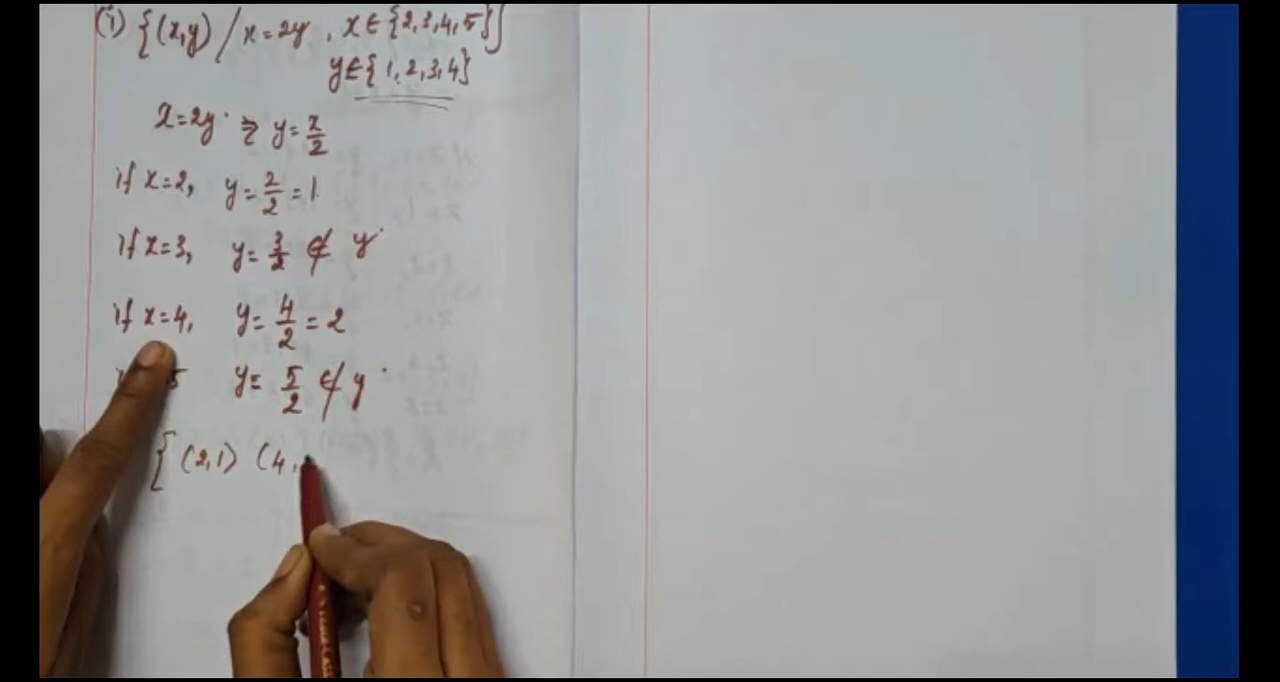 (i) {(x,y) / x = 2y , x ∈ {2,3,4,5}}
y ∈ {1,2,3,4}
x = 2y ⇒ y = x/2
if x = 2, y = 2/2 = 1
if x = 3, y = 3/2 ∉ y
if x = 4, y = 4/2 = 2
5 y = 5/2 ∉ y
{ (2,1) (4,